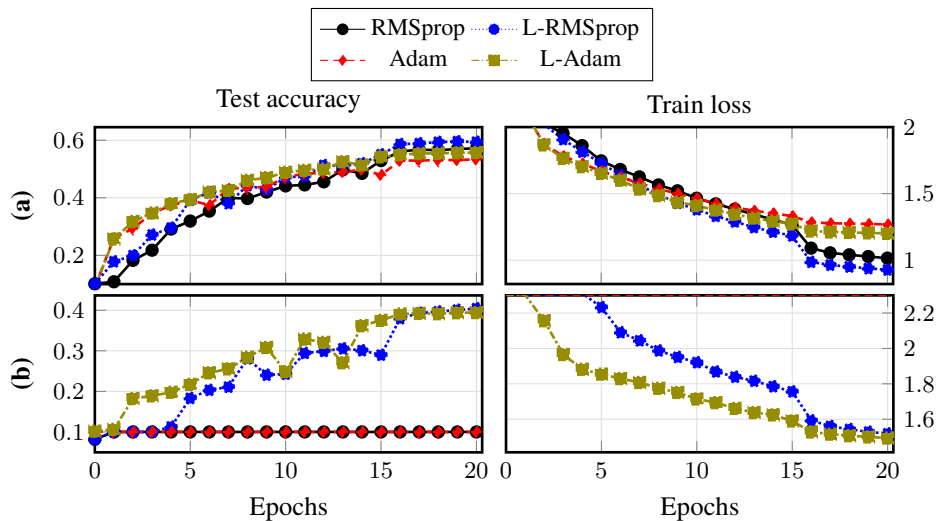 RMSprop L-RMSprop
Adam L-Adam
Test accuracy Train loss
(a)
0.6
0.4
0.2
2
1.5
1
(b)
0.4
0.3
0.2
0.1
2.2
2
1.8
1.6
0 5 10 15 20 0 5 10 15 20
Epochs Epochs